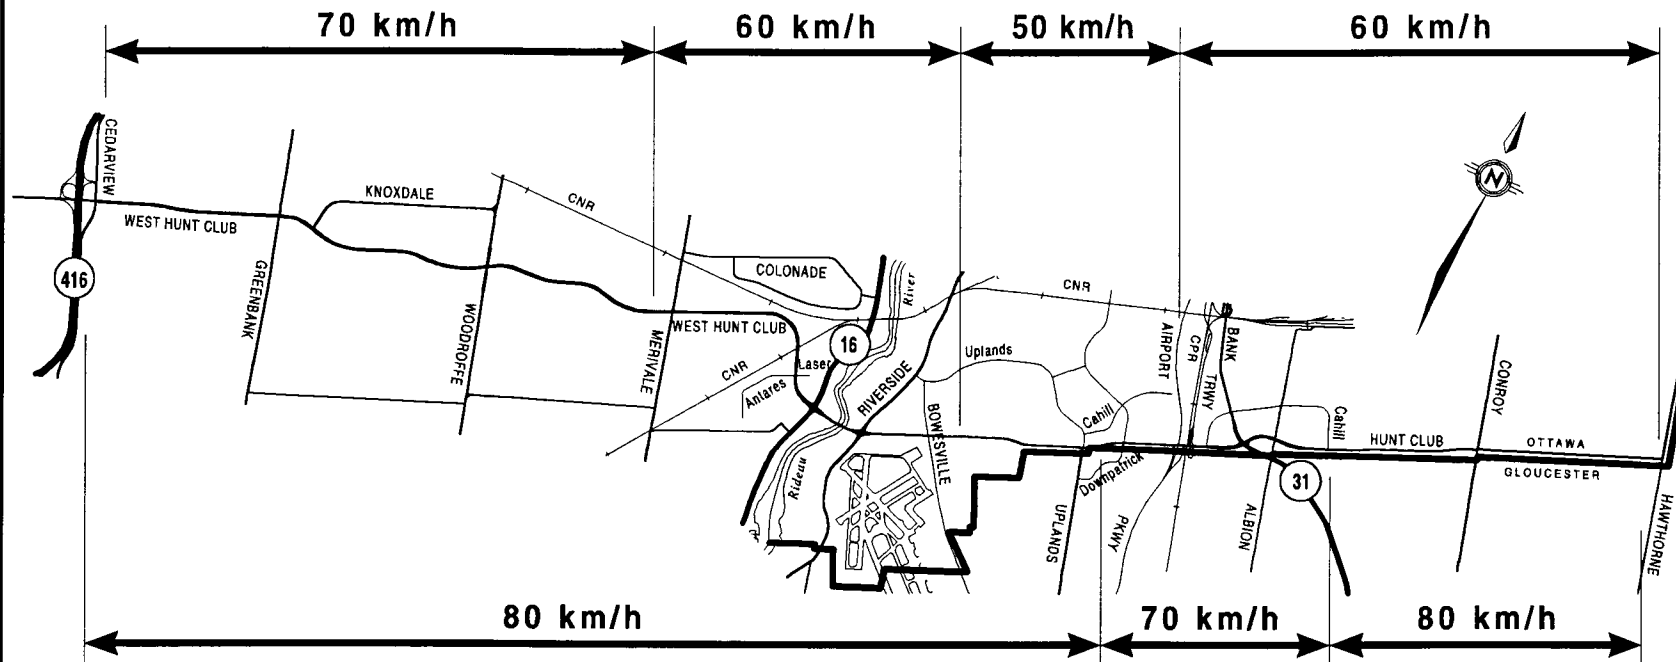 70 km/h
60 km/h
50 km/h
60 km/h
CEDARVIEW
KNOXDALE
CNR
WEST HUNT CLUB
416
GREENBANK
WOODROFFE
MERIVALE
COLONADE
WEST HUNT CLUB
CNR
Antares
Laser
16
River
Rideau
RIVERSIDE
CNR
Uplands
BOWESVILLE
Cahill
Downpatrick
UPLANDS
PKWY
AIRPORT
CPR
TRWY
BANK
Cahill
ALBION
31
HUNT CLUB
OTTAWA
GLOUCESTER
CONROY
HAWTHORNE
N
80 km/h
70 km/h
80 km/h